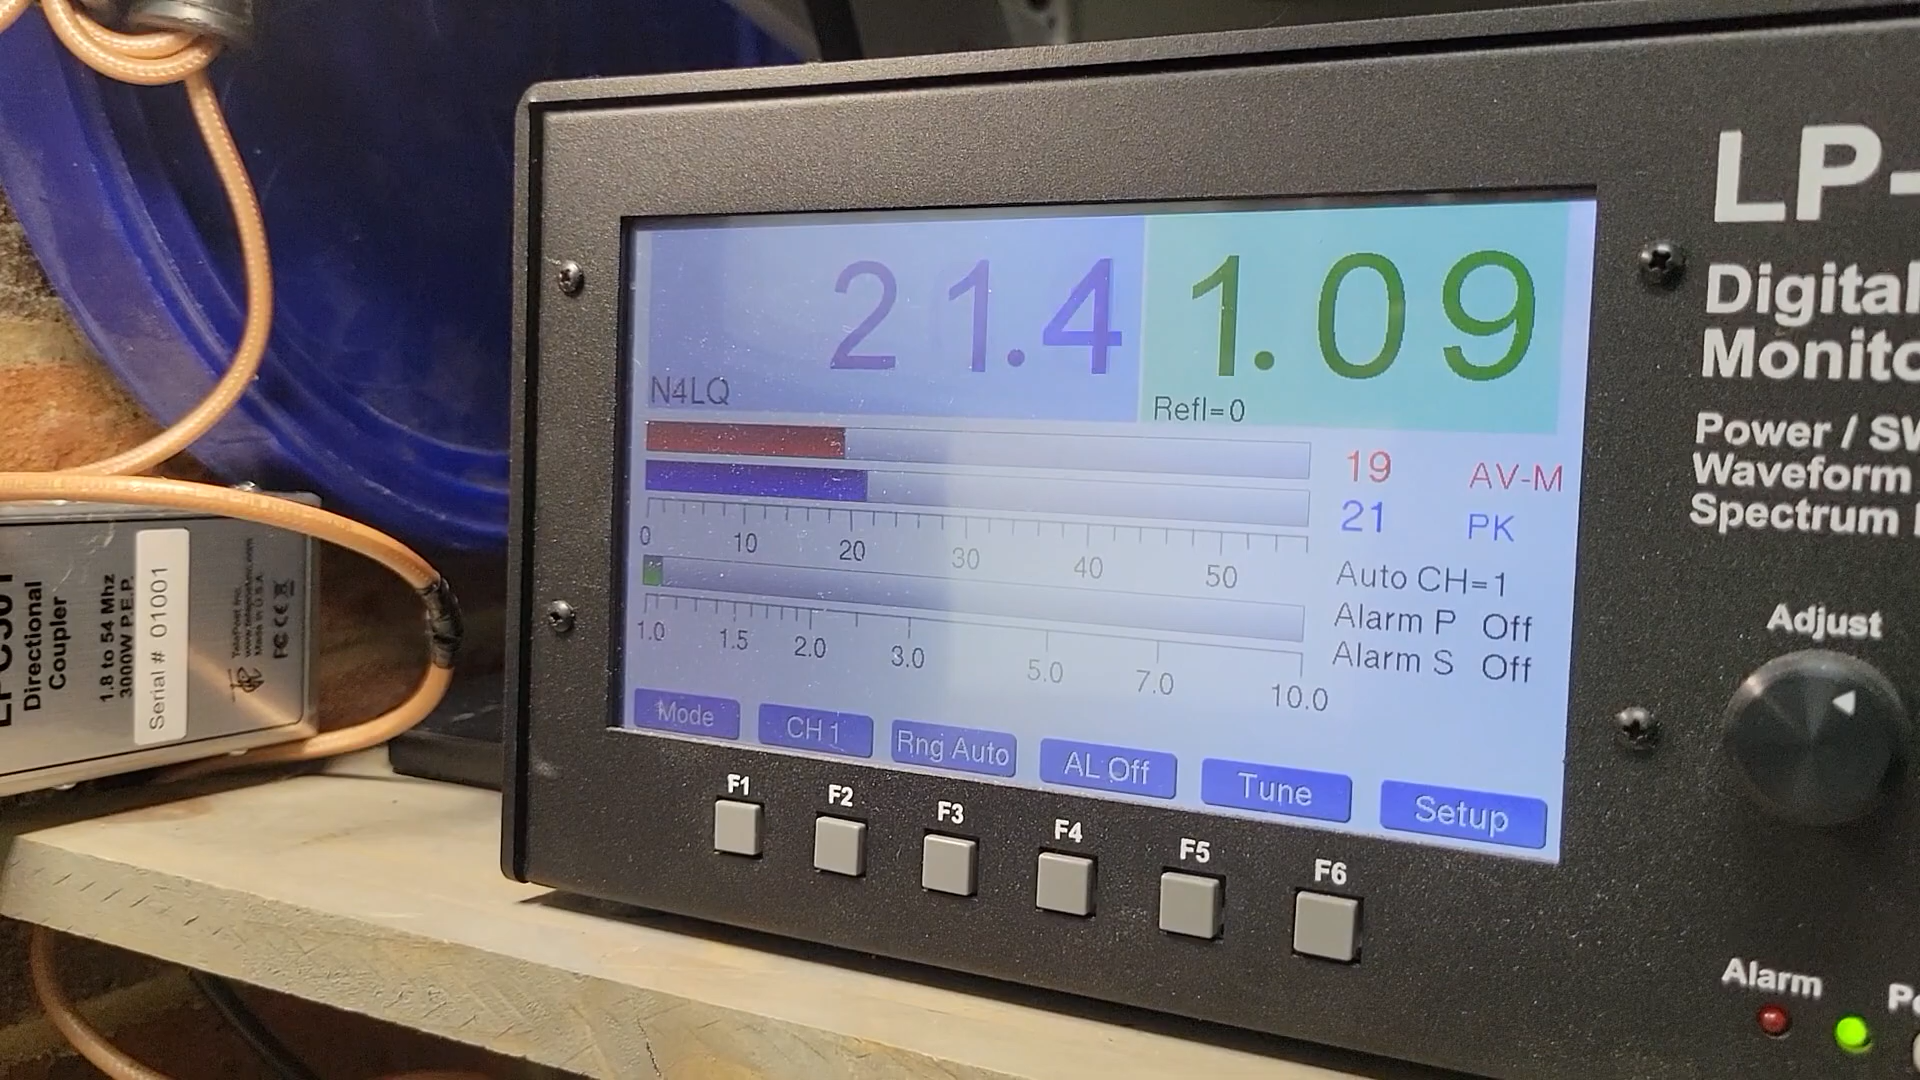 LP-
Digital
Monito
Power / SW
Waveform
Spectrum
21.4
1.09
N4LQ
Refl=0
19 AV-M
21 PK
0 10 20 30 40 50
Auto CH=1
Alarm P Off
Alarm S Off
1.0 1.5 2.0 3.0 5.0 7.0 10.0
Mode CH 1 Rng Auto AL Off Tune Setup
F1 F2 F3 F4 F5 F6
Adjust
Alarm
Po
Directional
Coupler
1.8 to 54 Mhz
3000W P.E.P.
Serial # 01001
TelePost Inc.
www.telepostinc.com
Made in U.S.A.
FC CE